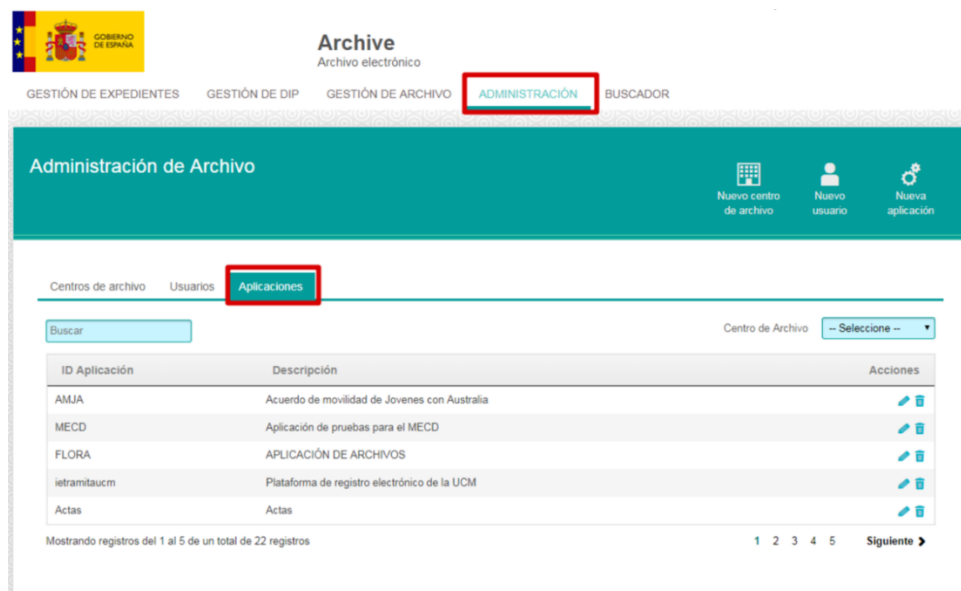 GOBIERNO
DE ESPAÑA
Archive
Archivo electrónico
GESTIÓN DE EXPEDIENTES GESTIÓN DE DIP GESTIÓN DE ARCHIVO ADMINISTRACIÓN BUSCADOR
Administración de Archivo
Nuevo centro
de archivo
Nuevo
usuario
Nueva
aplicación
Centros de archivo Usuarios Aplicaciones
Buscar
Centro de Archivo -- Seleccione --
ID Aplicación Descripción Acciones
AMJA Acuerdo de movilidad de Jovenes con Australia
MECD Aplicación de pruebas para el MECD
FLORA APLICACIÓN DE ARCHIVOS
ietramitaucm Plataforma de registro electrónico de la UCM
Actas Actas
Mostrando registros del 1 al 5 de un total de 22 registros 1 2 3 4 5 Siguiente